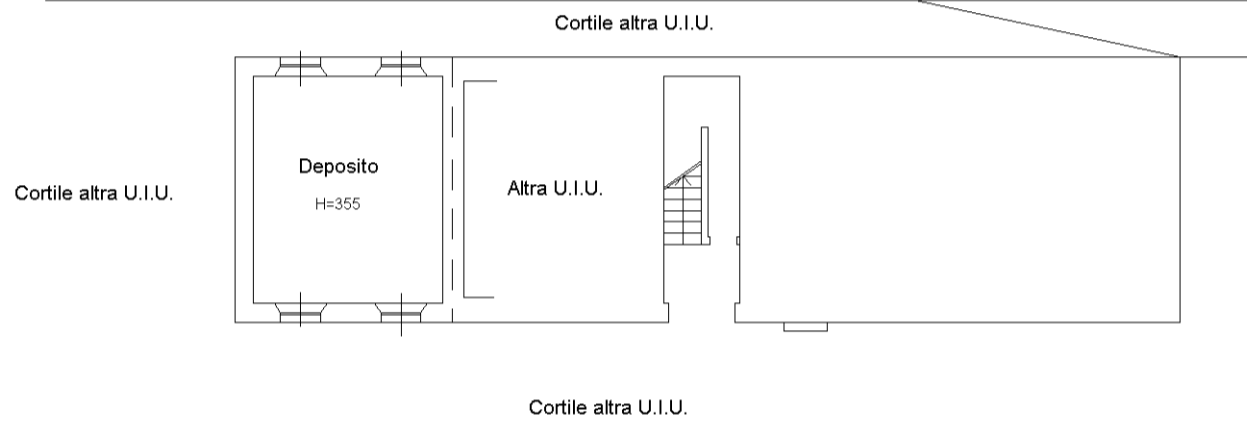 Cortile altra U.I.U.
Deposito
H=355
Cortile altra U.I.U.
Altra U.I.U.
Cortile altra U.I.U.